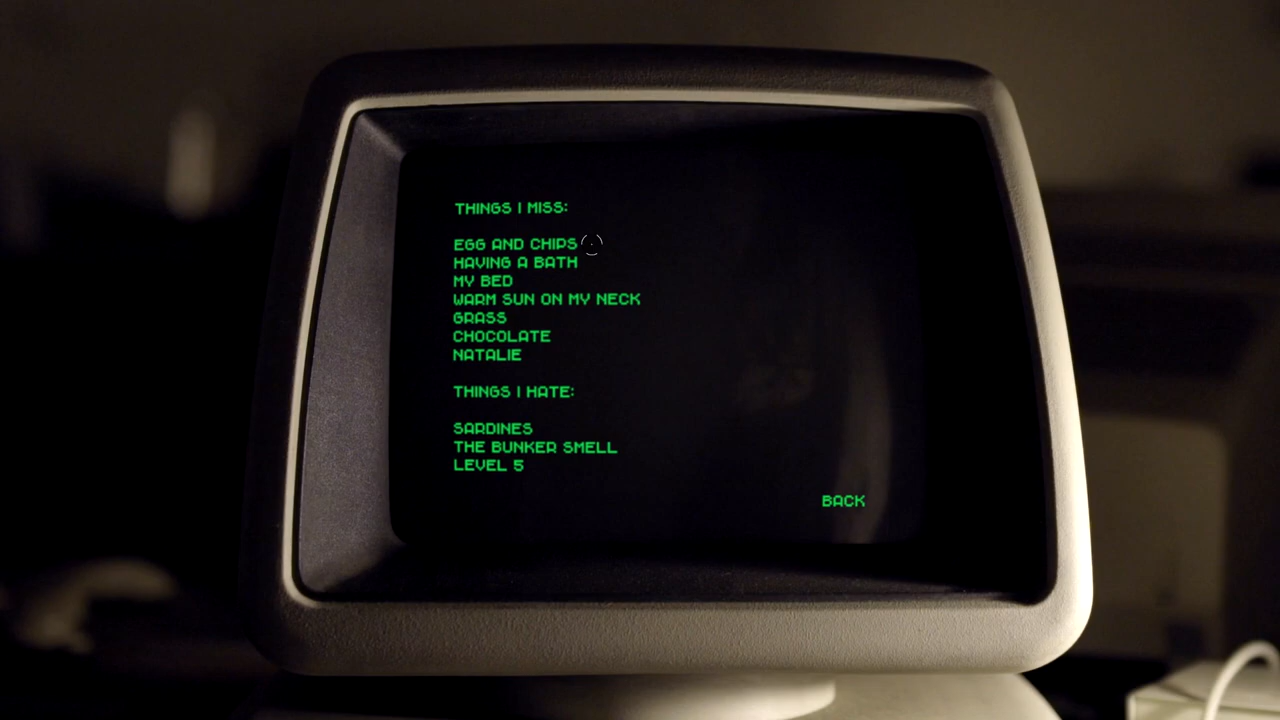 THINGS I MISS:
EGG AND CHIPS
HAVING A BATH
MY BED
WARM SUN ON MY NECK
GRASS
CHOCOLATE
NATALIE
THINGS I HATE:
SARDINES
THE BUNKER SMELL
LEVEL 5
BACK